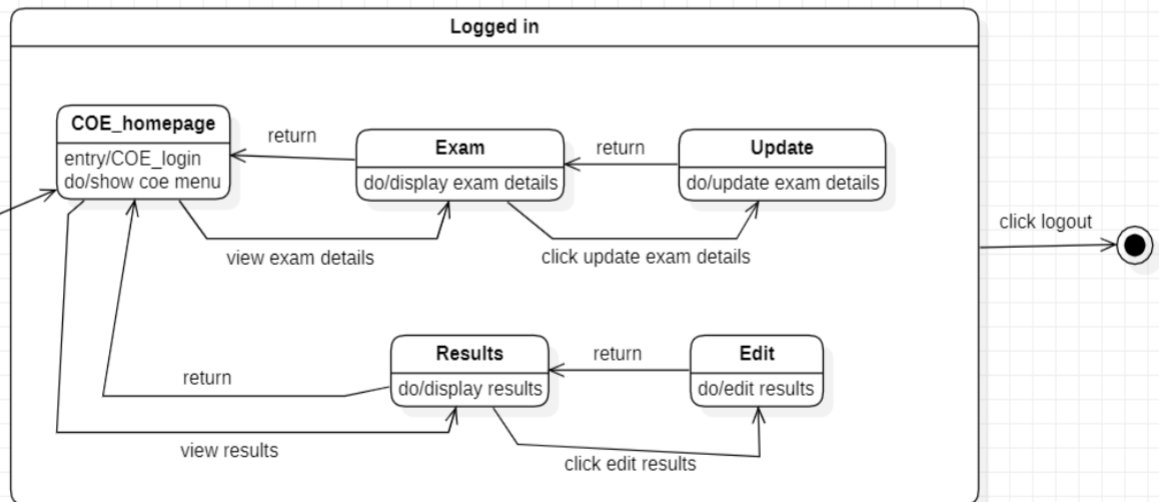 Logged in
COE_homepage
entry/COE_login
do/show coe menu
return
Exam
do/display exam details
return
Update
do/update exam details
click logout
view exam details
click update exam details
Results
do/display results
return
Edit
do/edit results
return
view results
click edit results